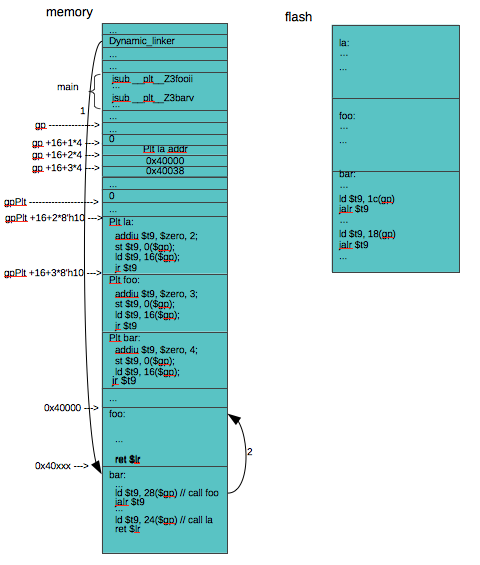 memory
...
Dynamic_linker
...
...
main
jsub __plt__Z3fooii
...
jsub __plt__Z3barv
1
...
gp -------------->
...
0
gp +16+1*4 --->
Plt la addr
gp +16+2*4 --->
0x40000
gp +16+3*4 --->
0x40038
...
0
gpPlt -------------------->
...
gpPlt +16+2*8'h10 --->
Plt la:
addiu $t9, $zero, 2;
st $t9, 0($gp);
ld $t9, 16($gp);
jr $t9
gpPlt +16+3*8'h10 --->
Plt foo:
addiu $t9, $zero, 3;
st $t9, 0($gp);
ld $t9, 16($gp);
jr $t9
Plt bar:
addiu $t9, $zero, 4;
st $t9, 0($gp);
ld $t9, 16($gp);
jr $t9
...
0x40000 --->
foo:
...
ret $lr
2
0x40xxx --->
bar:
...
ld $t9, 28($gp) // call foo
jalr $t9
...
ld $t9, 24($gp) // call la
ret $lr
flash
la:
...
...
foo:
...
...
bar:
...
ld $t9, 1c(gp)
jalr $t9
...
ld $t9, 18(gp)
jalr $t9
...